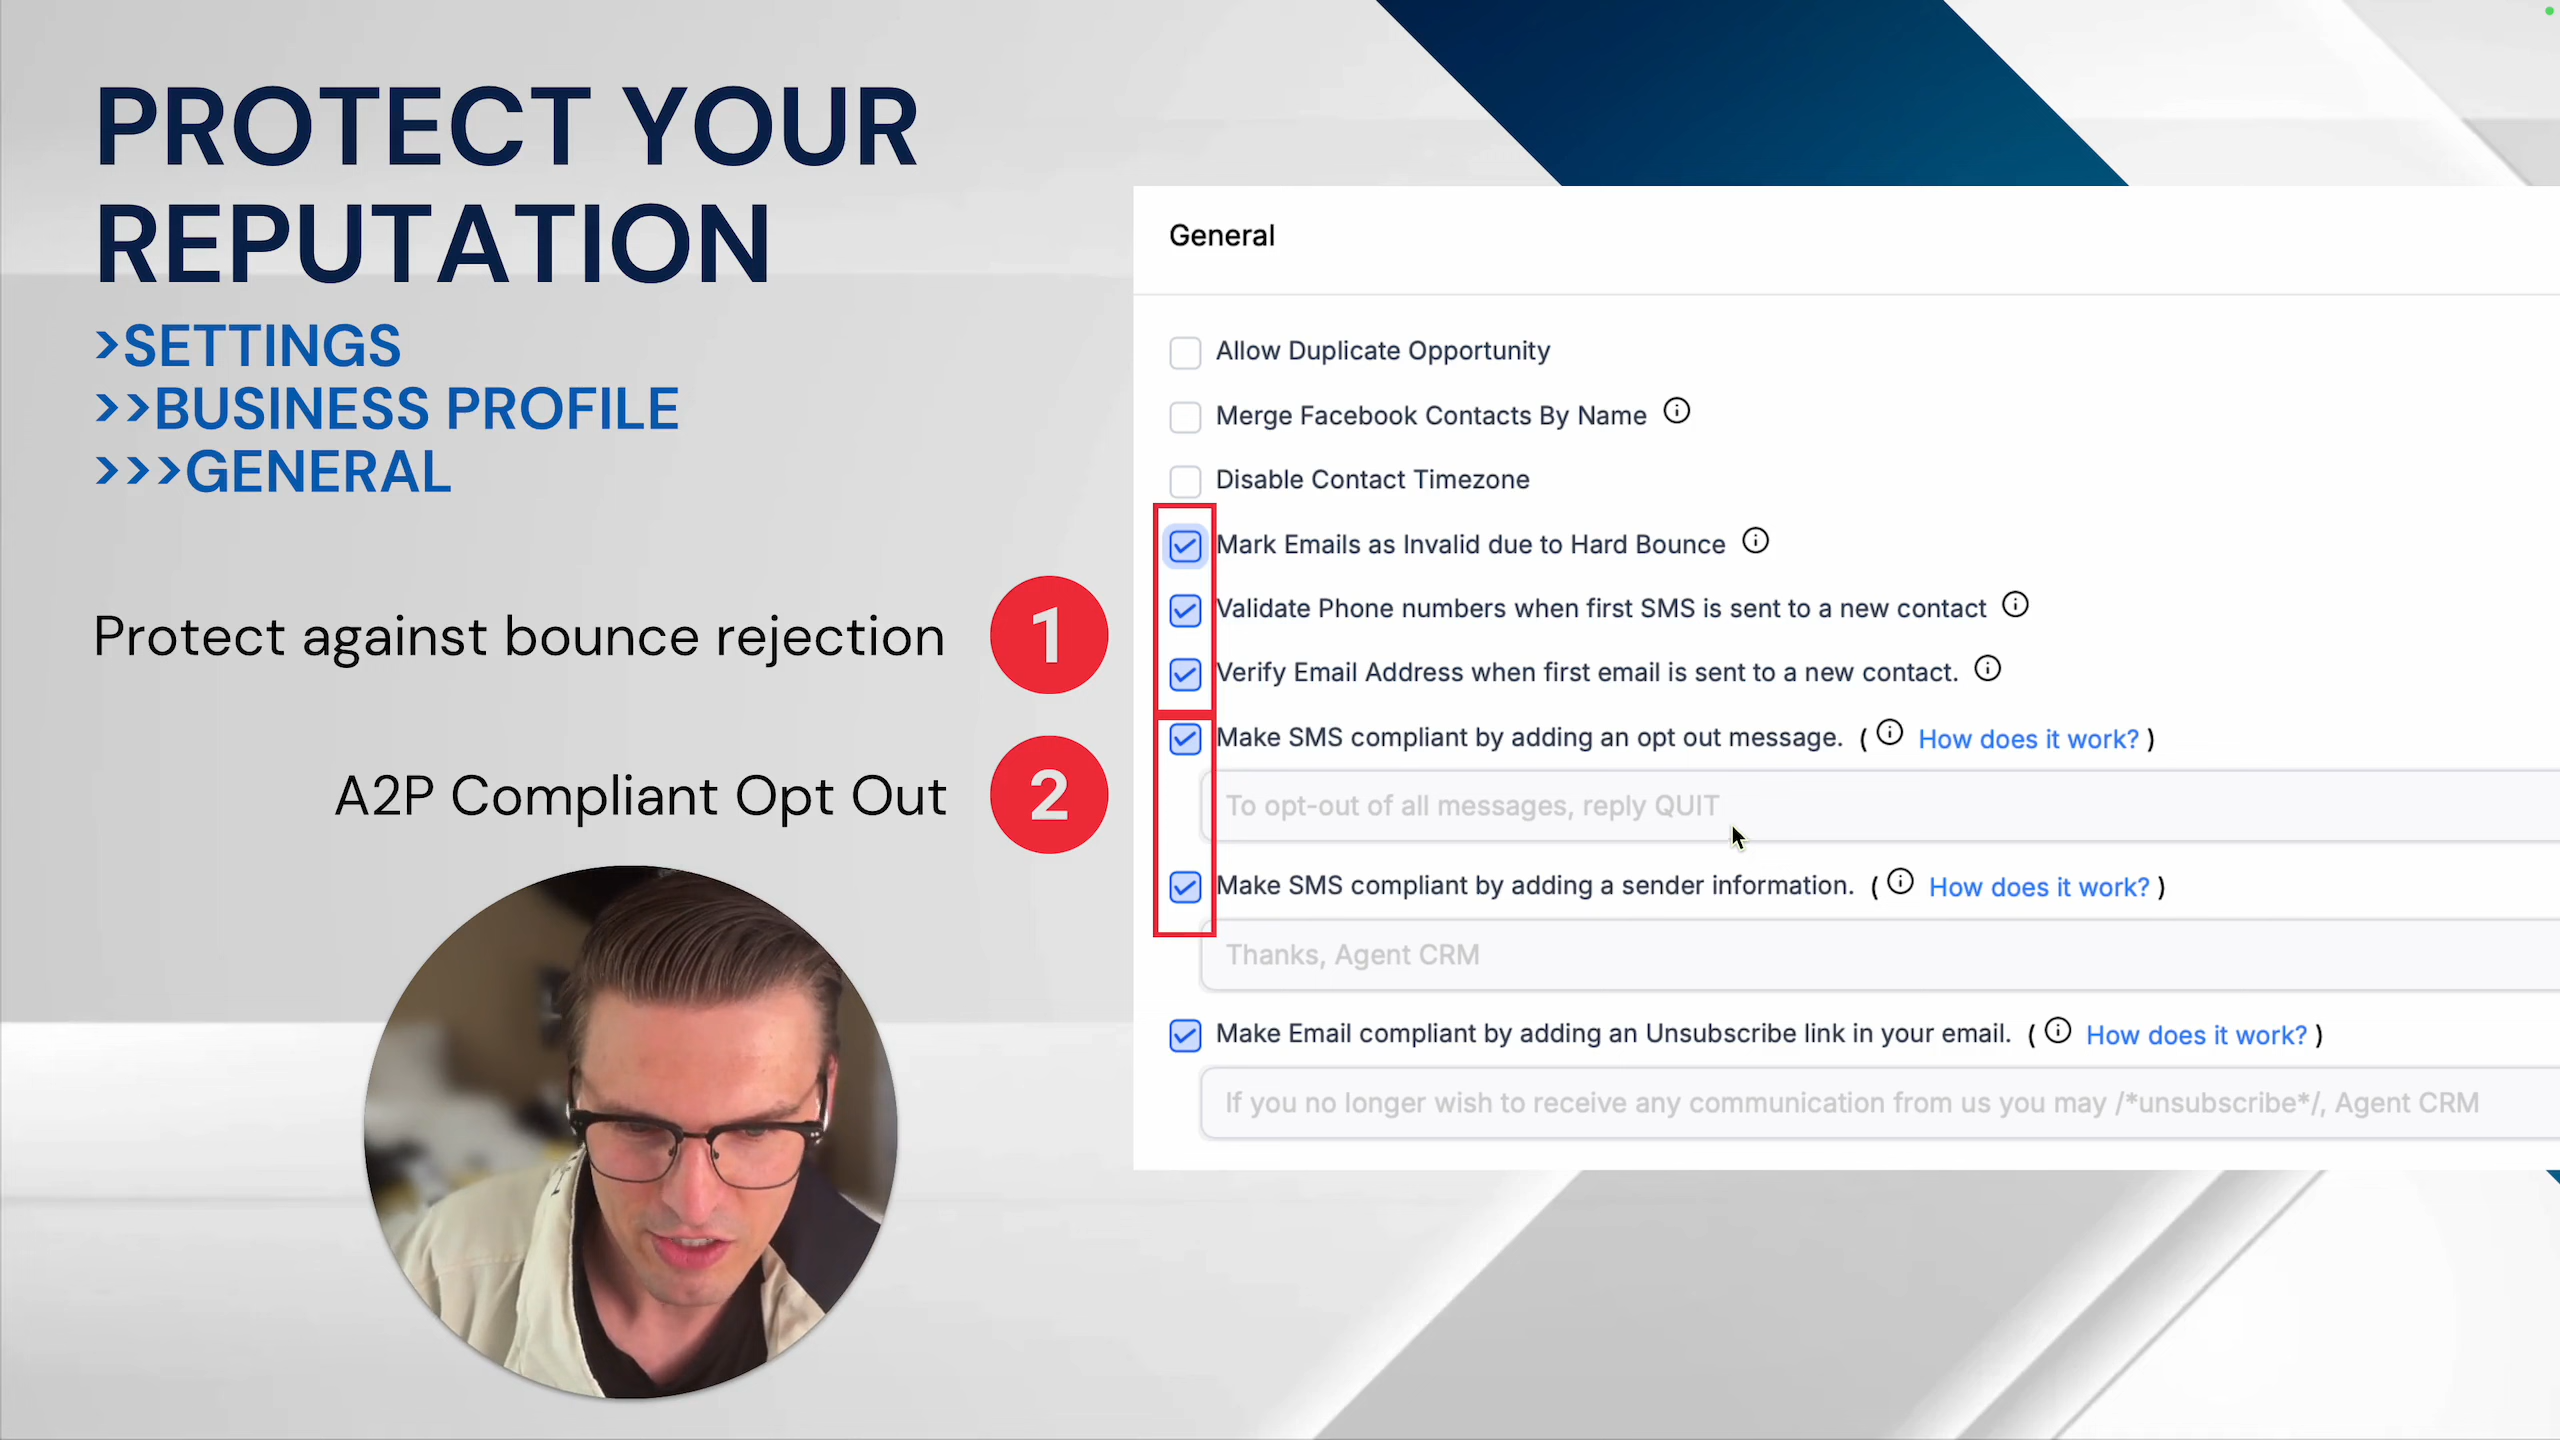 PROTECT YOUR
REPUTATION
>SETTINGS
>>BUSINESS PROFILE
>>>GENERAL
Protect against bounce rejection
1
A2P Compliant Opt Out
2
General
Allow Duplicate Opportunity
Merge Facebook Contacts By Name
Disable Contact Timezone
Mark Emails as Invalid due to Hard Bounce
Validate Phone numbers when first SMS is sent to a new contact
Verify Email Address when first email is sent to a new contact.
Make SMS compliant by adding an opt out message. ( How does it work? )
To opt-out of all messages, reply QUIT
Make SMS compliant by adding a sender information. ( How does it work? )
Thanks, Agent CRM
Make Email compliant by adding an Unsubscribe link in your email. ( How does it work? )
If you no longer wish to receive any communication from us you may /*unsubscribe*/, Agent CRM